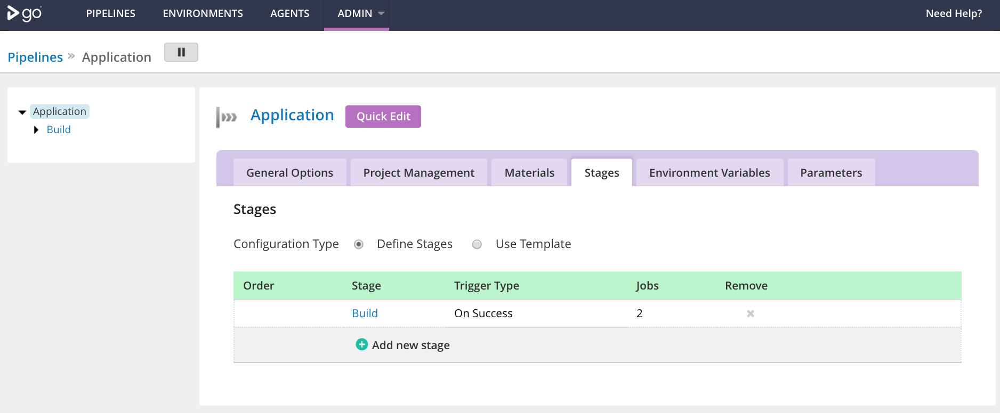 go PIPELINES ENVIRONMENTS AGENTS ADMIN Need Help?
Pipelines » Application
Application
Build
Application Quick Edit
General Options Project Management Materials Stages Environment Variables Parameters
Stages
Configuration Type Define Stages Use Template
Order Stage Trigger Type Jobs Remove
Build On Success 2
Add new stage